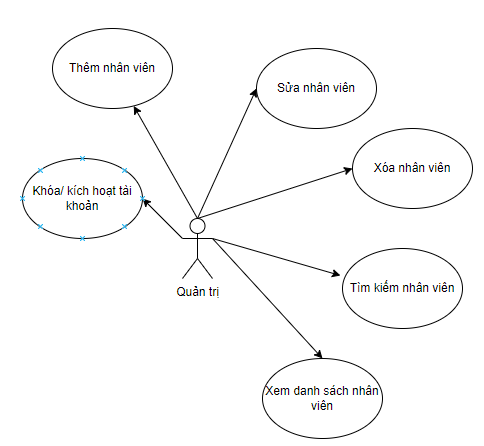 Thêm nhân viên
Sửa nhân viên
Xóa nhân viên
Khóa/ kích hoạt tải
khoản
Quản trị
Tìm kiếm nhân viên
Xem danh sách nhân
viên